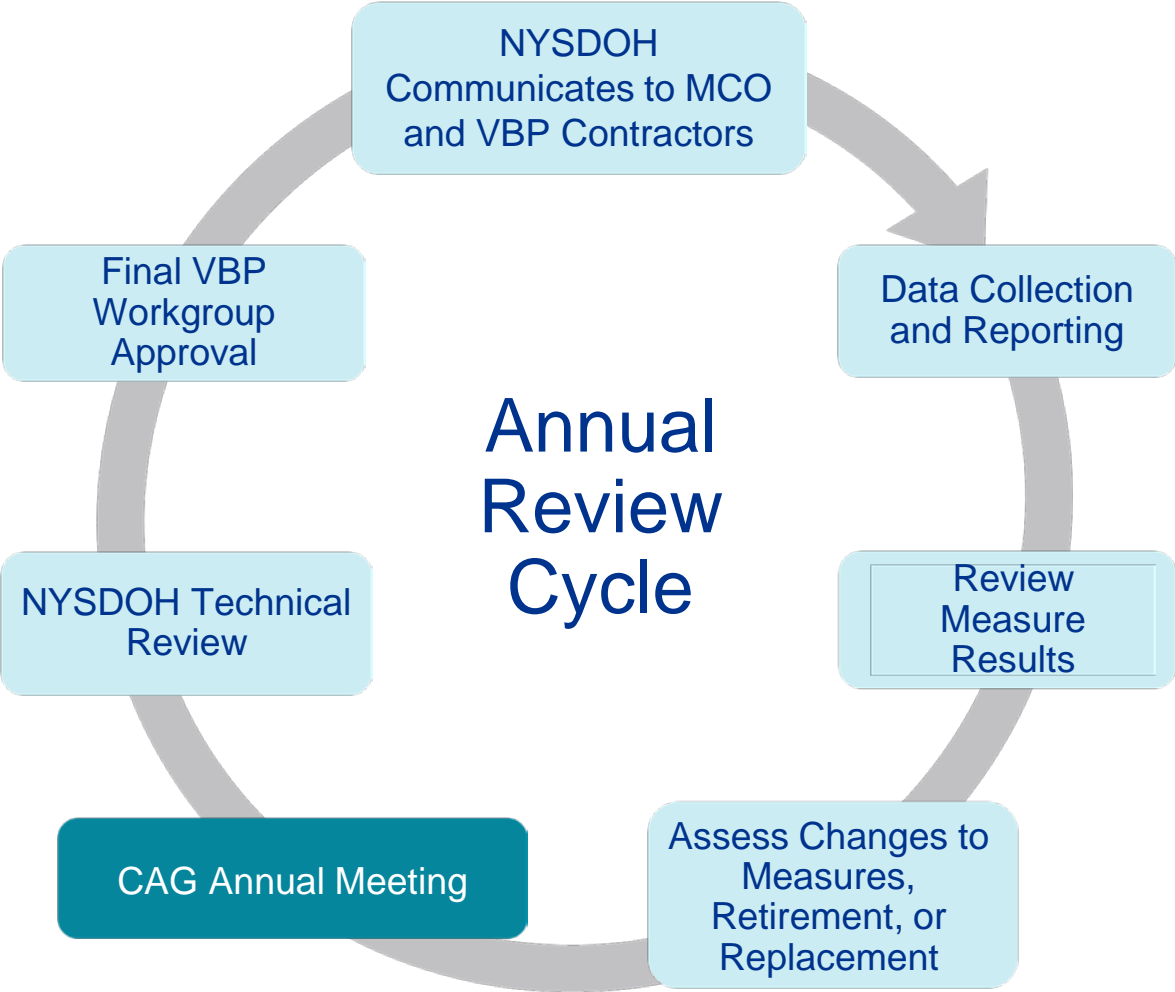 NYSDOH
Communicates to MCO
and VBP Contractors
Final VBP
Workgroup
Approval
Data Collection
and Reporting
Annual
Review
Cycle
NYSDOH Technical
Review
Review
Measure
Results
CAG Annual Meeting
Assess Changes to
Measures,
Retirement, or
Replacement